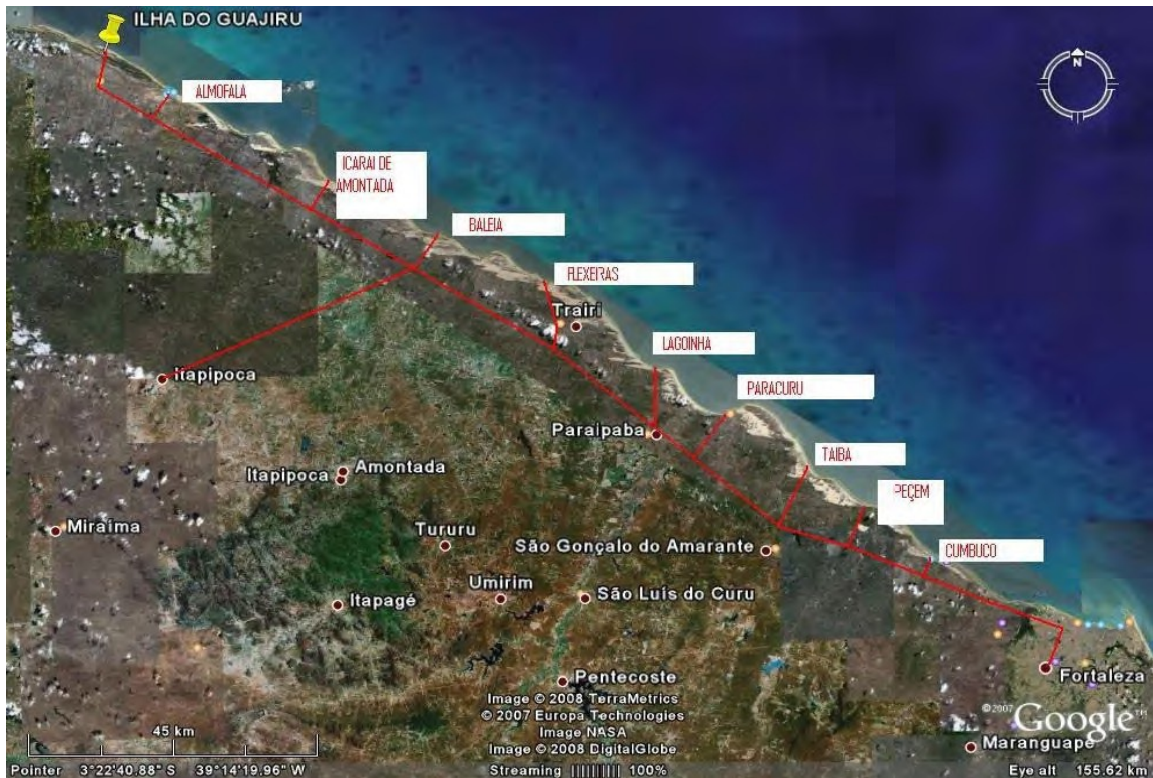 ILHA DO GUAJIRU
ALMOFALA
ICARAI DE
AMONTADA
BALEIA
FLEXEIRAS
Trairi
LAGOINHA
Itapipoca
PARACURU
Paraipaba
TAIBA
Amontada
Itapipoca
PEÇEM
Miraíma
Tururu
São Gonçalo do Amarante
CUMBUCO
Umirim
São Luís do Curu
Itapagé
Pentecoste
Fortaleza
Image © 2008 TerraMetrics
© 2007 Europa Technologies
Image NASA
Image © 2008 DigitalGlobe
©2007 Google™
Maranguape
45 km
N
Pointer 3°22'40.88" S 39°14'19.96" W
Streaming |||||||||| 100%
Eye alt 155.62 km